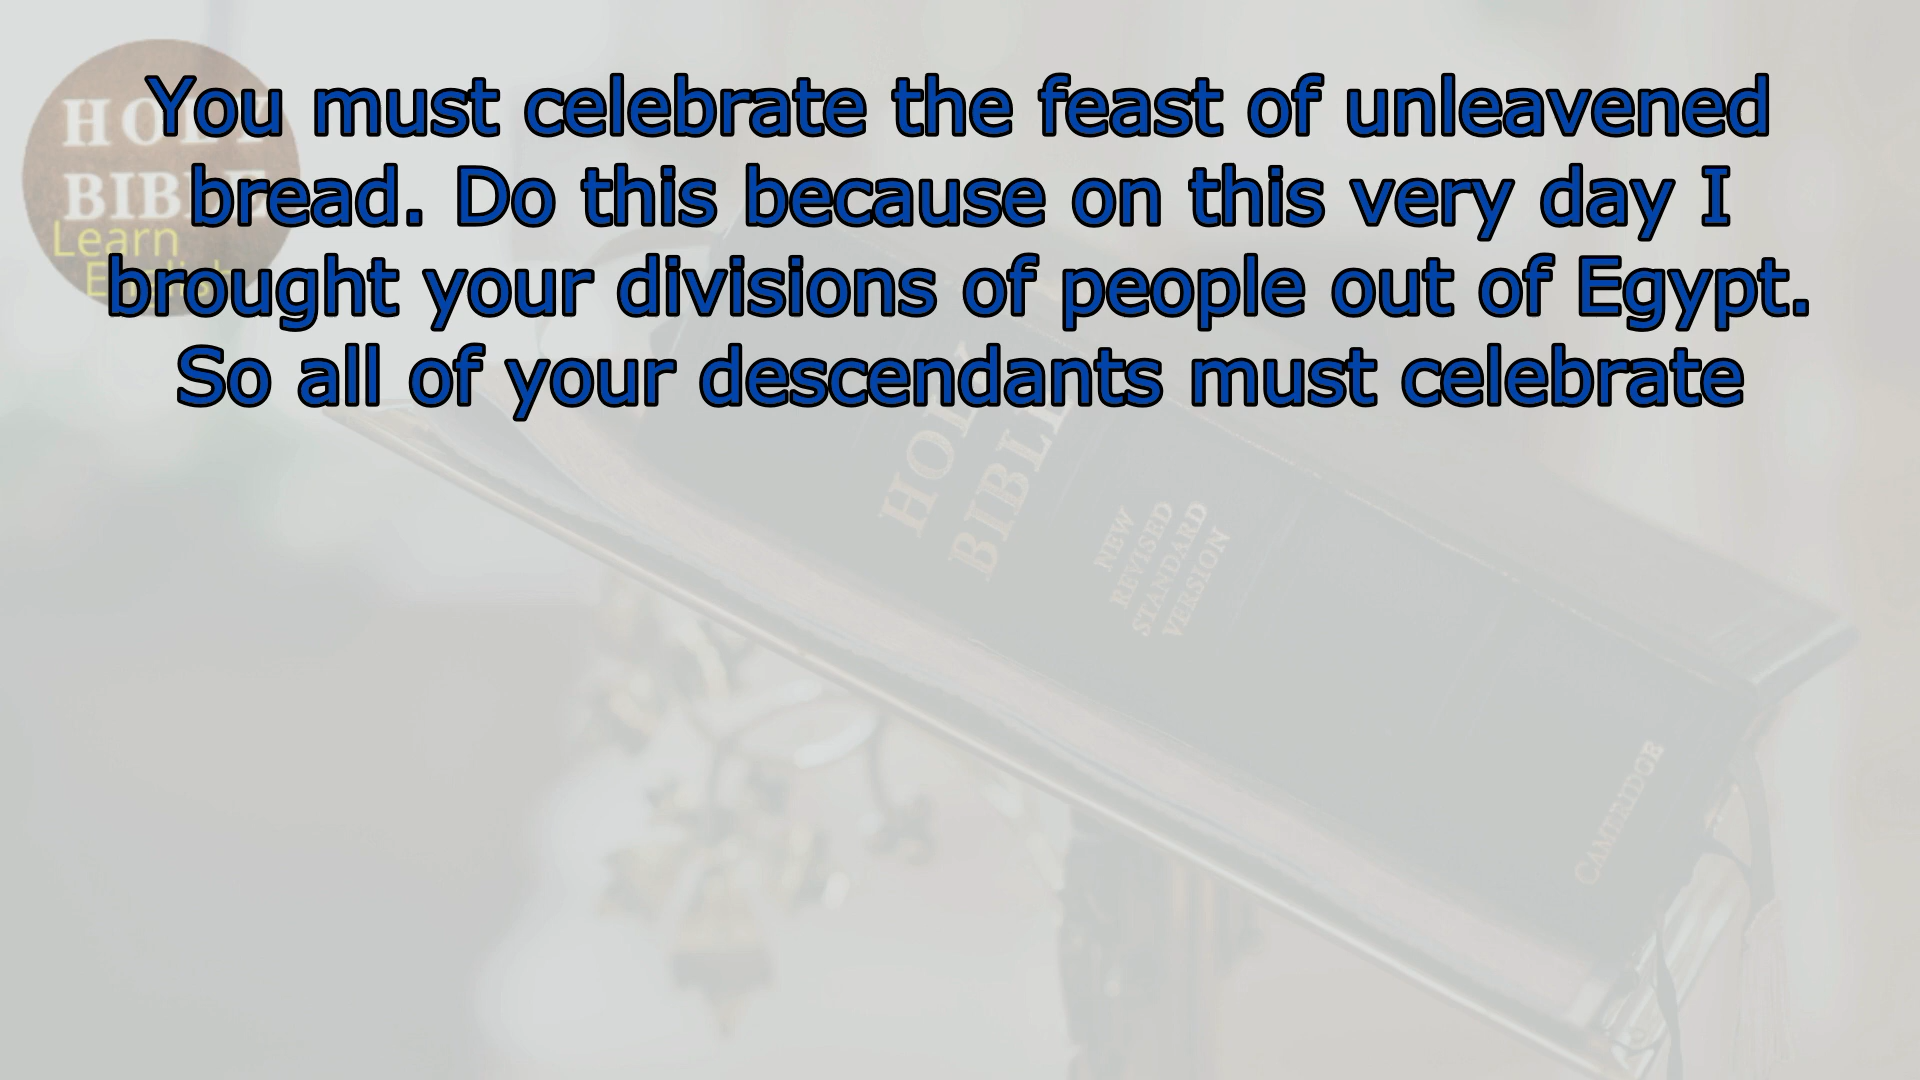 HOLY
BIBLE
Learn
English
You must celebrate the feast of unleavened
bread. Do this because on this very day I
brought your divisions of people out of Egypt.
So all of your descendants must celebrate
HOLY
BIBLE
NEW
REVISED
STANDARD
VERSION
CAMBRIDGE